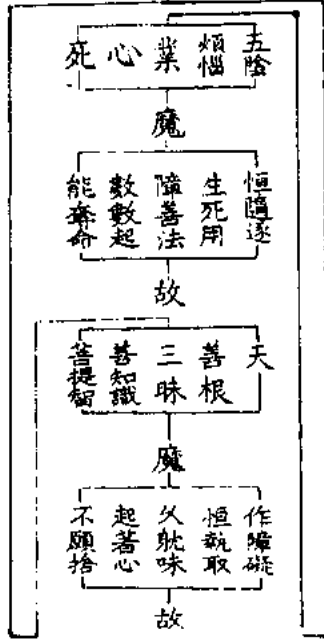 五陰 煩惱 業 心 死
魔
恒隨逐 生死用 障善法 數數起 能奪命
故
天 善根 三昧 善知識 菩提智
魔
作障礙 恒執取 久耽味 起著心 不願捨
故